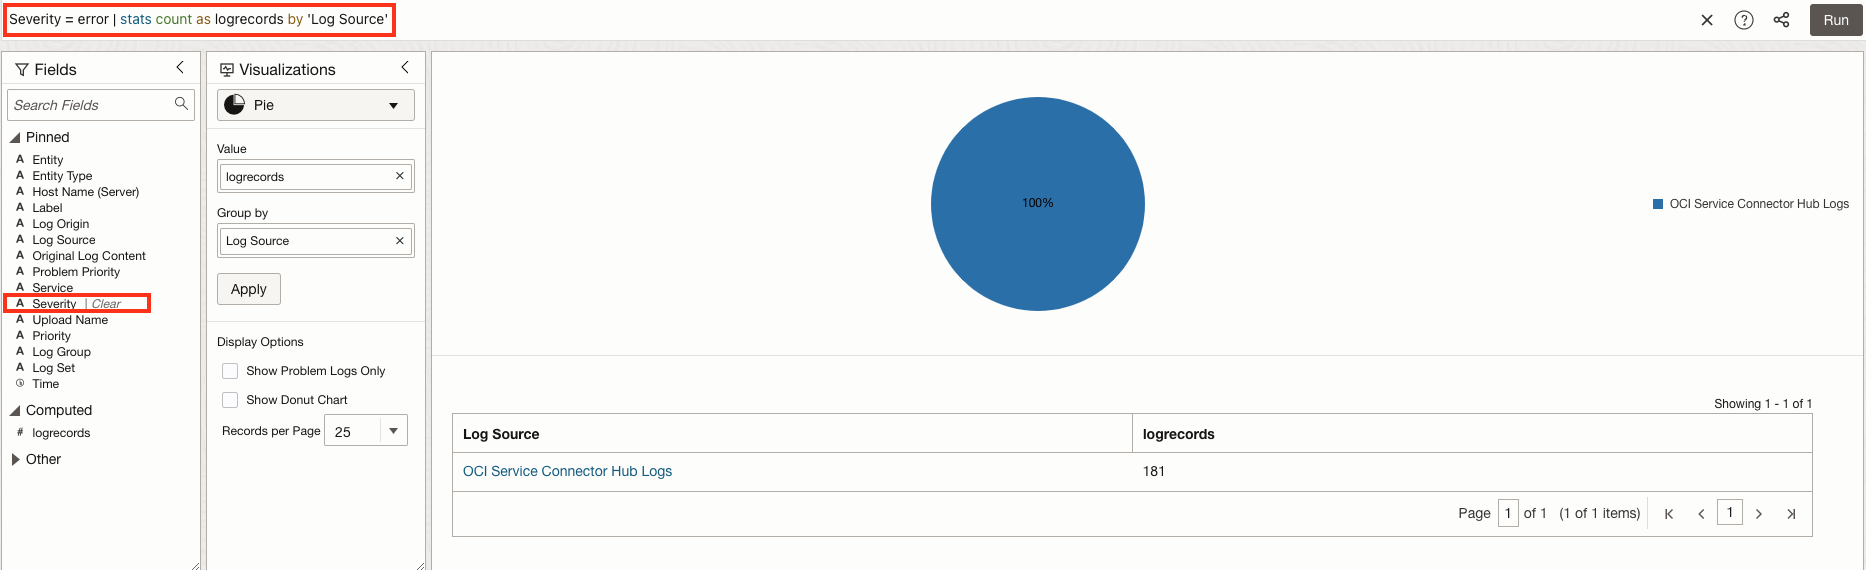 Severity = error | stats count as logrecords by 'Log Source'
Run
Fields
Search Fields
Pinned
A Entity
A Entity Type
A Host Name (Server)
A Label
A Log Origin
A Log Source
A Original Log Content
A Problem Priority
A Service
A Severity | Clear
A Upload Name
A Priority
A Log Group
A Log Set
Time
Computed
# logrecords
Other
Visualizations
Pie
Value
logrecords
Group by
Log Source
Apply
Display Options
Show Problem Logs Only
Show Donut Chart
Records per Page 25
100%
OCI Service Connector Hub Logs
Showing 1 - 1 of 1
Log Source logrecords
OCI Service Connector Hub Logs 181
Page 1 of 1 (1 of 1 items) 1